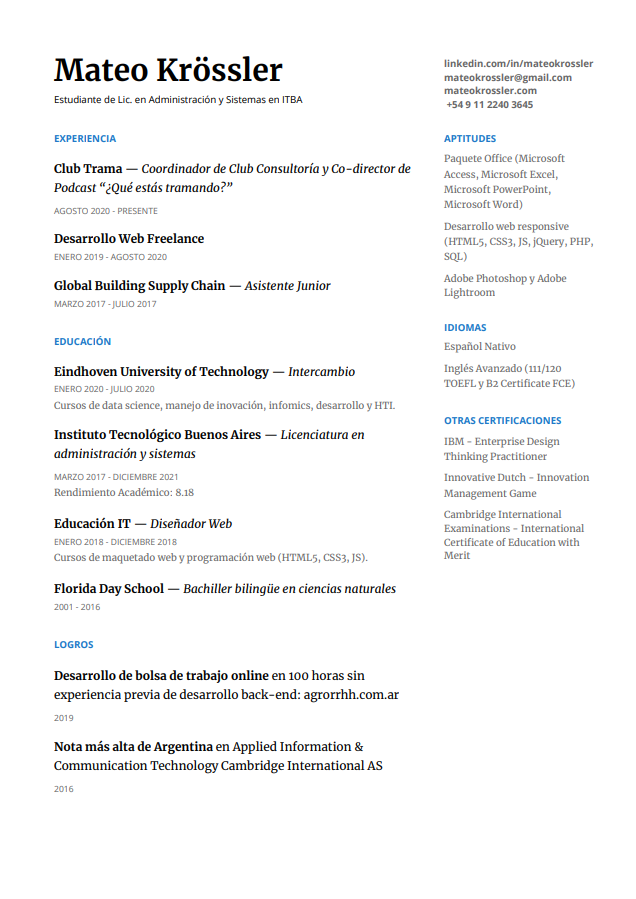 Mateo Krössler
Estudiante de Lic. en Administración y Sistemas en ITBA
linkedin.com/in/mateokrossler
mateokrossler@gmail.com
mateokrossler.com
+54 9 11 2240 3645
EXPERIENCIA
Club Trama — Coordinador de Club Consultoría y Co-director de
Podcast “¿Qué estás tramando?”
AGOSTO 2020 - PRESENTE
Desarrollo Web Freelance
ENERO 2019 - AGOSTO 2020
Global Building Supply Chain — Asistente Junior
MARZO 2017 - JULIO 2017
EDUCACIÓN
Eindhoven University of Technology — Intercambio
ENERO 2020 - JULIO 2020
Cursos de data science, manejo de inovación, infomics, desarrollo y HTI.
Instituto Tecnológico Buenos Aires — Licenciatura en
administración y sistemas
MARZO 2017 - DICIEMBRE 2021
Rendimiento Académico: 8.18
Educación IT — Diseñador Web
ENERO 2018 - DICIEMBRE 2018
Cursos de maquetado web y programación web (HTML5, CSS3, JS).
Florida Day School — Bachiller bilingüe en ciencias naturales
2001 - 2016
LOGROS
Desarrollo de bolsa de trabajo online en 100 horas sin
experiencia previa de desarrollo back-end: agrorrhh.com.ar
2019
Nota más alta de Argentina en Applied Information &
Communication Technology Cambridge International AS
2016
APTITUDES
Paquete Office (Microsoft
Access, Microsoft Excel,
Microsoft PowerPoint,
Microsoft Word)
Desarrollo web responsive
(HTML5, CSS3, JS, jQuery, PHP,
SQL)
Adobe Photoshop y Adobe
Lightroom
IDIOMAS
Español Nativo
Inglés Avanzado (111/120
TOEFL y B2 Certificate FCE)
OTRAS CERTIFICACIONES
IBM - Enterprise Design
Thinking Practitioner
Innovative Dutch - Innovation
Management Game
Cambridge International
Examinations - International
Certificate of Education with
Merit